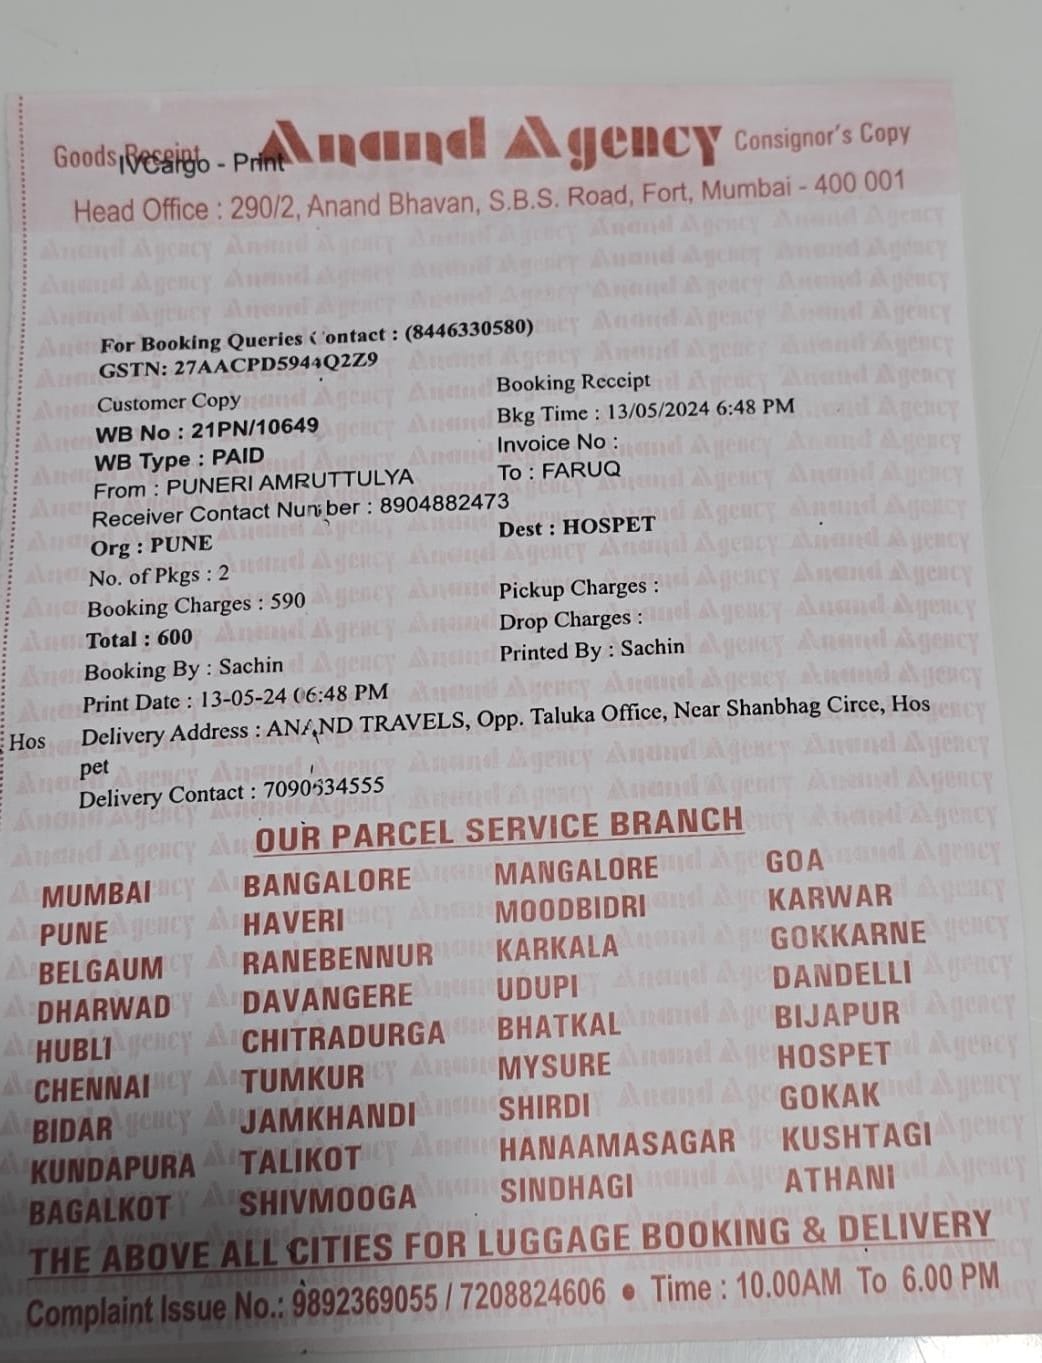 Goods Receipt Anand Agency Consignor's Copy
IVCargo - Print
Head Office : 290/2, Anand Bhavan, S.B.S. Road, Fort, Mumbai - 400 001
For Booking Queries Contact : (8446330580)
GSTN: 27AACPD5944Q2Z9
Customer Copy Booking Receipt
WB No : 21PN/10649 Bkg Time : 13/05/2024 6:48 PM
WB Type : PAID Invoice No :
From : PUNERI AMRUTTULYA To : FARUQ
Receiver Contact Number : 8904882473
Org : PUNE Dest : HOSPET
No. of Pkgs : 2
Booking Charges : 590 Pickup Charges :
Total : 600 Drop Charges :
Booking By : Sachin Printed By : Sachin
Print Date : 13-05-24 06:48 PM
Hos Delivery Address : ANAND TRAVELS, Opp. Taluka Office, Near Shanbhag Circe, Hos
pet
Delivery Contact : 7090634555
OUR PARCEL SERVICE BRANCH
MUMBAI BANGALORE MANGALORE GOA
PUNE HAVERI MOODBIDRI KARWAR
BELGAUM RANEBENNUR KARKALA GOKKARNE
DHARWAD DAVANGERE UDUPI DANDELLI
HUBLI CHITRADURGA BHATKAL BIJAPUR
CHENNAI TUMKUR MYSURE HOSPET
BIDAR JAMKHANDI SHIRDI GOKAK
KUNDAPURA TALIKOT HANAAMASAGAR KUSHTAGI
BAGALKOT SHIVMOOGA SINDHAGI ATHANI
THE ABOVE ALL CITIES FOR LUGGAGE BOOKING & DELIVERY
Complaint Issue No.: 9892369055 / 7208824606 • Time : 10.00AM To 6.00 PM